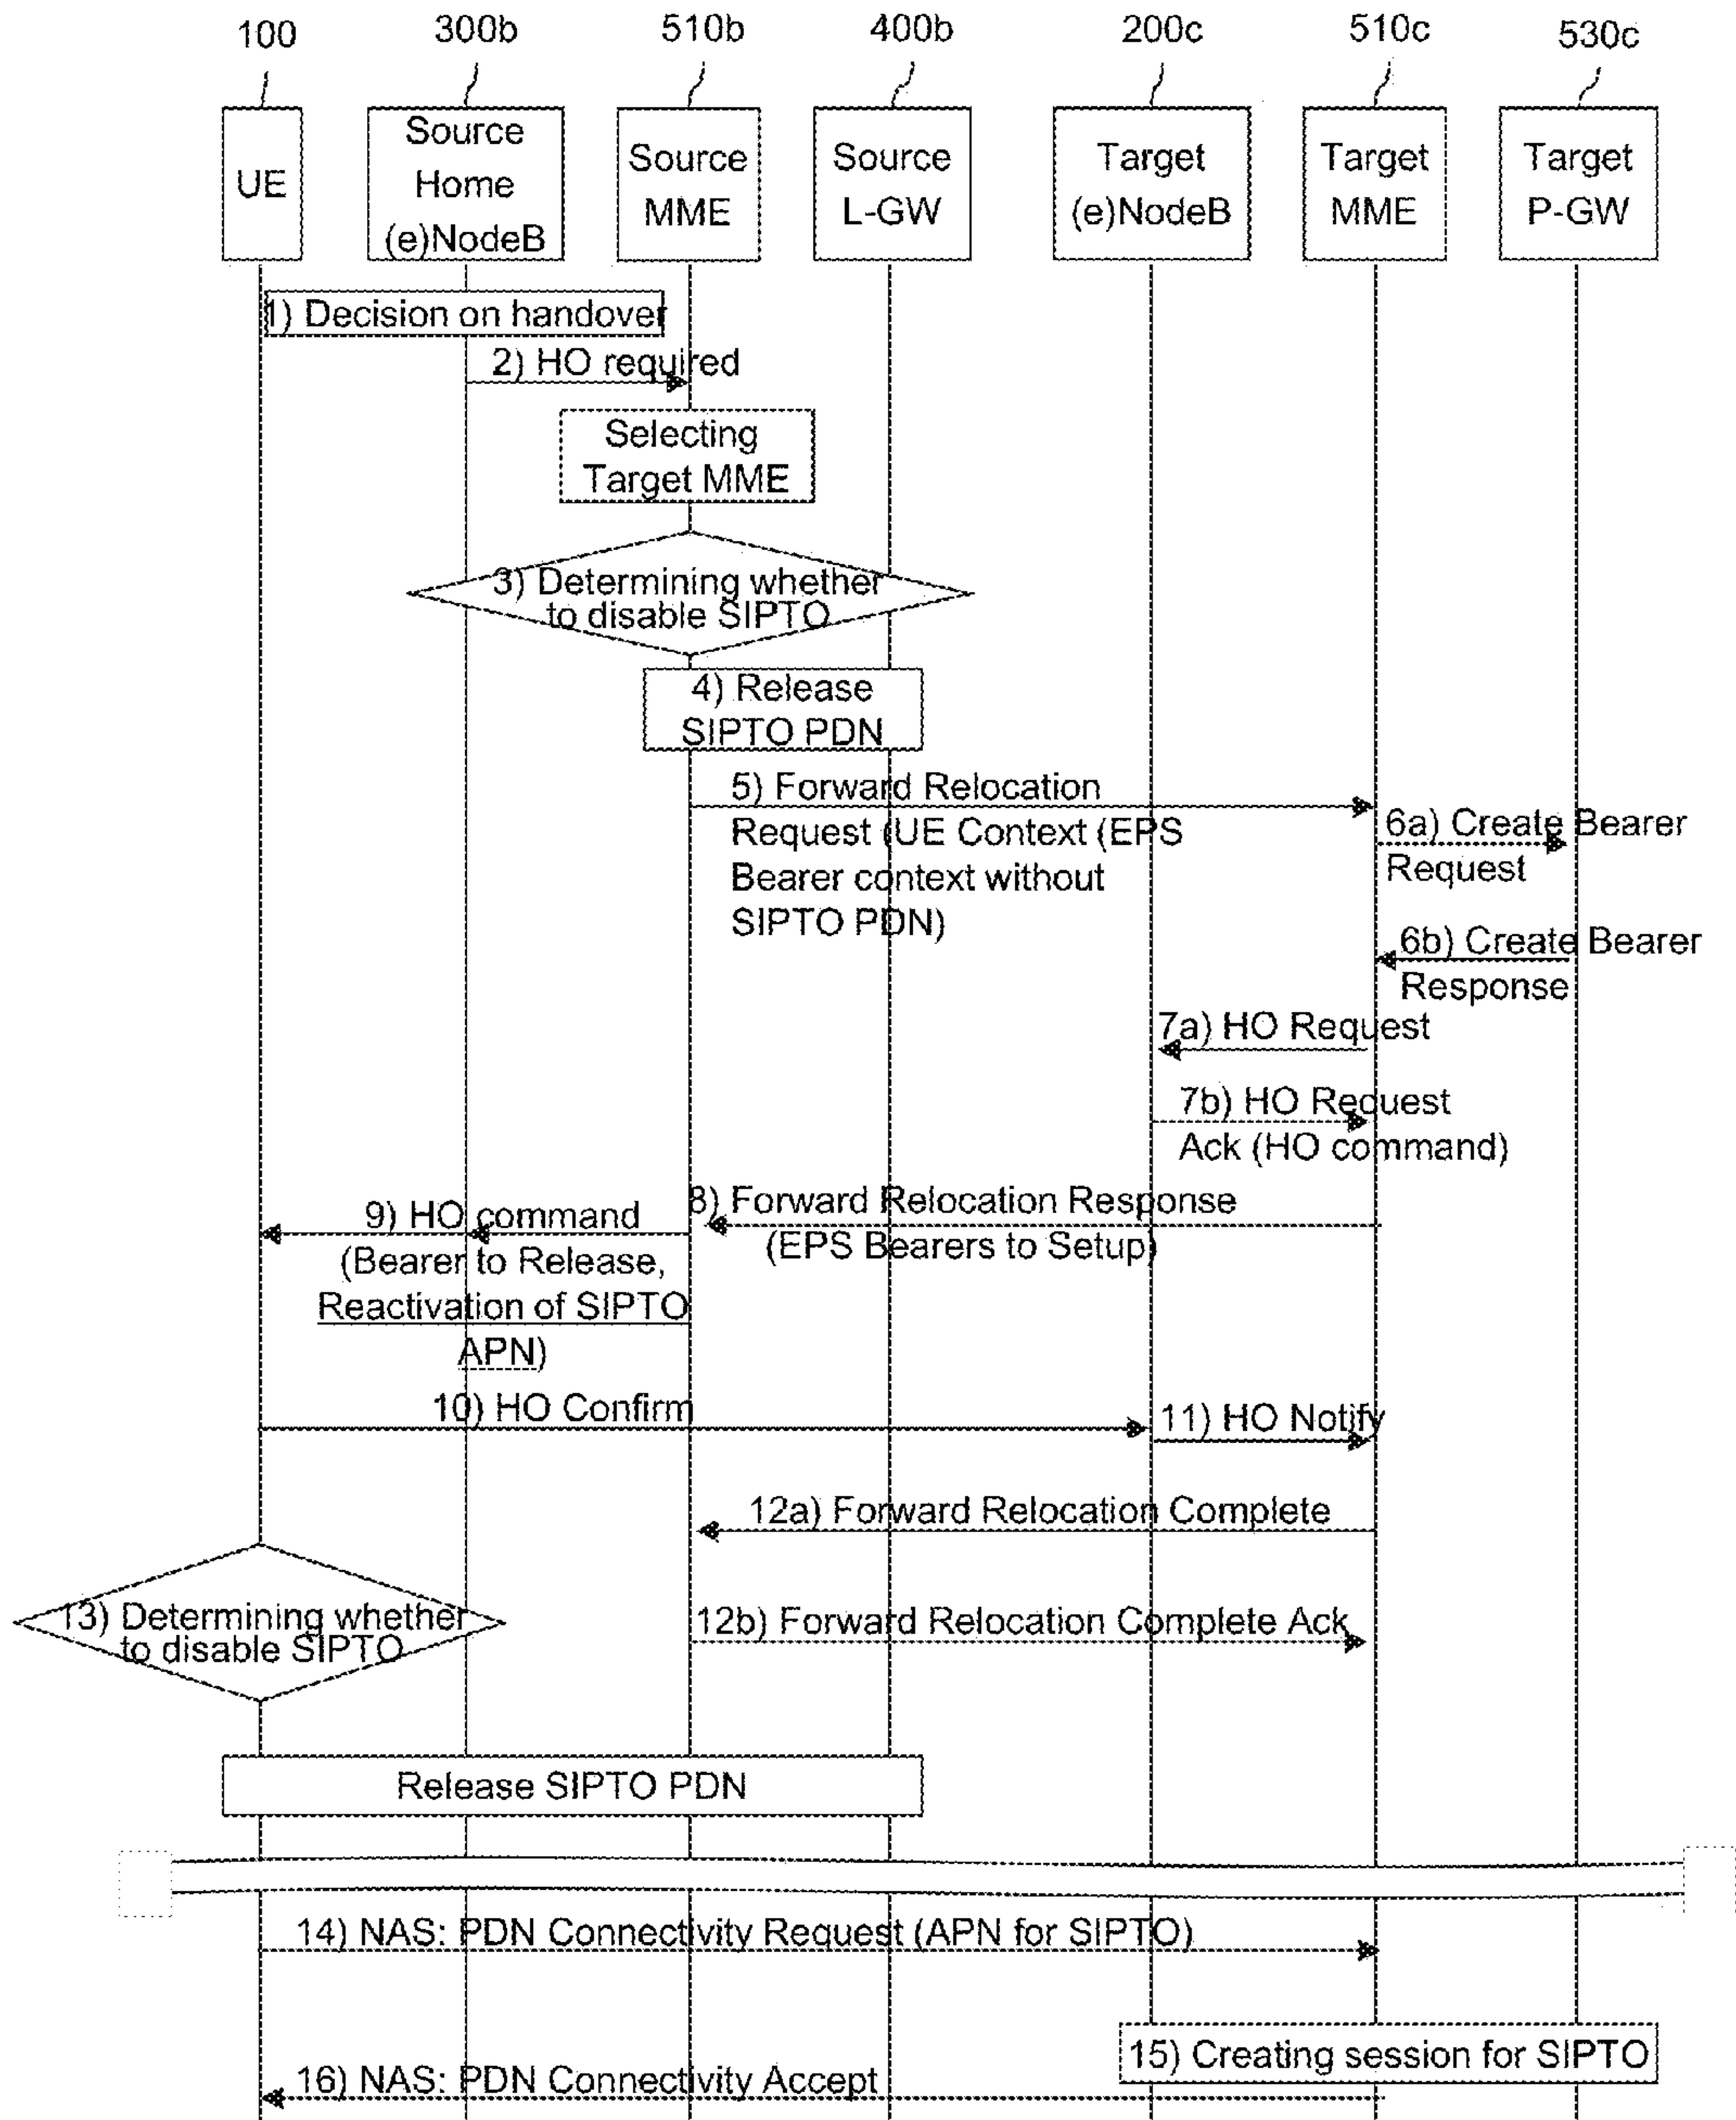 100
300b
510b
400b
200c
510c
530c
UE
Source
Home
(e)NodeB
Source
MME
Source
L-GW
Target
(e)NodeB
Target
MME
Target
P-GW
1) Decision on handover
2) HO required
Selecting
Target MME
3) Determining whether
to disable SIPTO
4) Release
SIPTO PDN
5) Forward Relocation
Request (UE Context (EPS
Bearer context without
SIPTO PDN)
6a) Create Bearer
Request
6b) Create Bearer
Response
7a) HO Request
7b) HO Request
Ack (HO command)
8) Forward Relocation Response
(EPS Bearers to Setup)
9) HO command
(Bearer to Release,
Reactivation of SIPTO
APN)
10) HO Confirm
11) HO Notify
12a) Forward Relocation Complete
13) Determining whether
to disable SIPTO
12b) Forward Relocation Complete Ack
Release SIPTO PDN
14) NAS: PDN Connectivity Request (APN for SIPTO)
15) Creating session for SIPTO
16) NAS: PDN Connectivity Accept